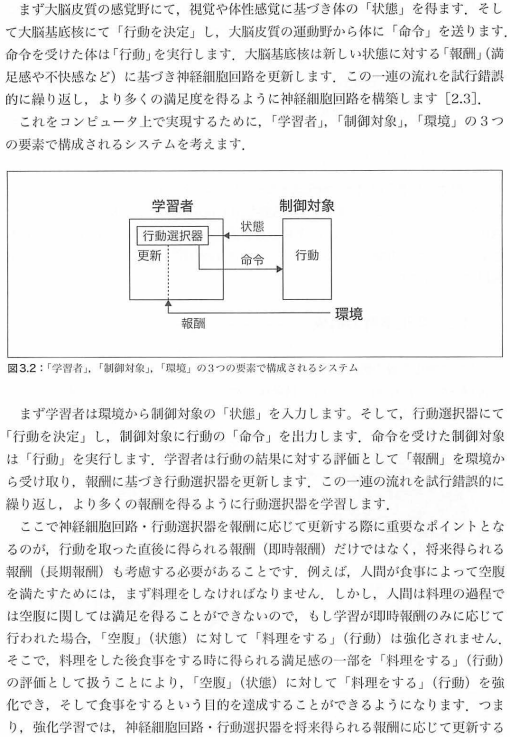 まず大脳皮質の感覚野にて，視覚や体性感覚に基づき体の「状態」を得ます．そし
て大脳基底核にて「行動を決定」し，大脳皮質の運動野から体に「命令」を送ります．
命令を受けた体は「行動」を実行します．大脳基底核は新しい状態に対する「報酬」（満
足感や不快感など）に基づき神経細胞回路を更新します．この一連の流れを試行錯誤
的に繰り返し，より多くの満足度を得るように神経細胞回路を構築します［2.3］．
これをコンピュータ上で実現するために，「学習者」，「制御対象」，「環境」の３つ
の要素で構成されるシステムを考えます．
学習者
制御対象
行動選択器
状態
更新
命令
行動
環境
報酬
図3.2：「学習者」，「制御対象」，「環境」の3つの要素で構成されるシステム
まず学習者は環境から制御対象の「状態」を入力します。そして，行動選択器にて
「行動を決定」し，制御対象に行動の「命令」を出力します．命令を受けた制御対象
は「行動」を実行します．学習者は行動の結果に対する評価として「報酬」を環境か
ら受け取り，報酬に基づき行動選択器を更新します．この一連の流れを試行錯誤的に
繰り返し，より多くの報酬を得るように行動選択器を学習します．
ここで神経細胞回路・行動選択器を報酬に応じて更新する際に重要なポイントとな
るのが，行動を取った直後に得られる報酬（即時報酬）だけではなく，将来得られる
報酬（長期報酬）も考慮する必要があることです．例えば，人間が食事によって空腹
を満たすためには，まず料理をしなければなりません．しかし，人間は料理の過程で
は空腹に関しては満足を得ることができないので，もし学習が即時報酬のみに応じて
行われた場合，「空腹」（状態）に対して「料理をする」（行動）は強化されません．
そこで，料理をした後食事をする時に得られる満足感の一部を「料理をする」（行動）
の評価として扱うことにより，「空腹」（状態）に対して「料理をする」（行動）を強
化でき，そして食事をするという目的を達成することができるようになります．つま
り，強化学習では，神経細胞回路・行動選択器を将来得られる報酬に応じて更新する